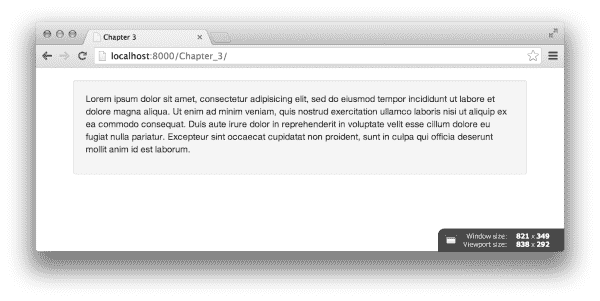 Chapter 3
localhost:8000/Chapter_3/
Lorem ipsum dolor sit amet, consectetur adipisicing elit, sed do eiusmod tempor incididunt ut labore et
dolore magna aliqua. Ut enim ad minim veniam, quis nostrud exercitation ullamco laboris nisi ut aliquip ex
ea commodo consequat. Duis aute irure dolor in reprehenderit in voluptate velit esse cillum dolore eu
fugiat nulla pariatur. Excepteur sint occaecat cupidatat non proident, sunt in culpa qui officia deserunt
mollit anim id est laborum.
Window size: 821 x 349
Viewport size: 838 x 292